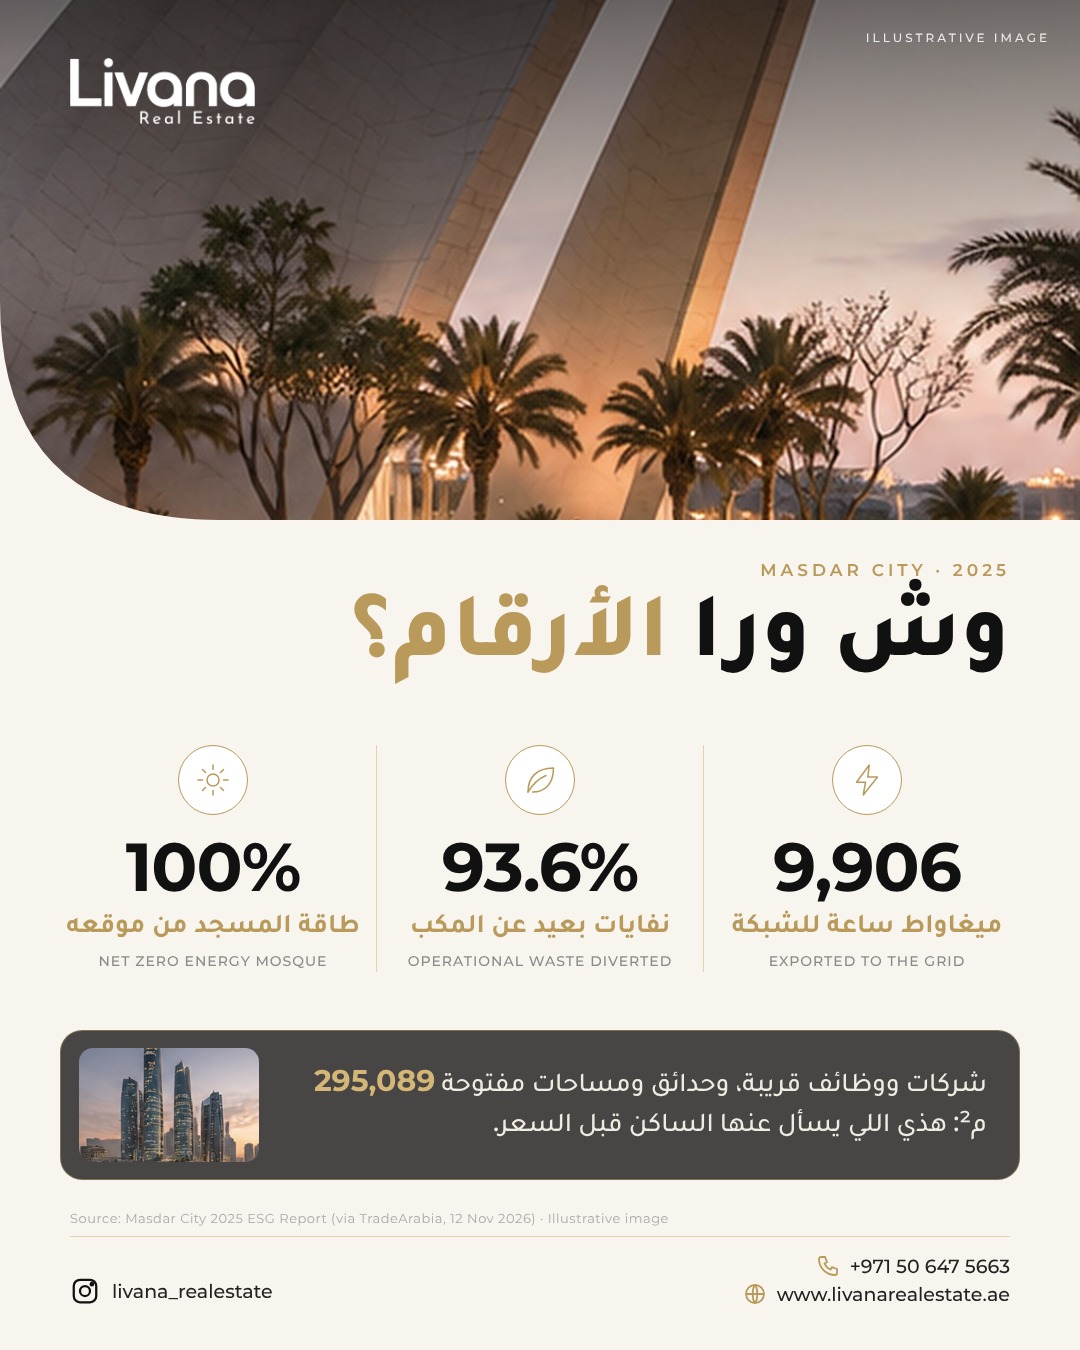 ILLUSTRATIVE IMAGE
Livana
Real Estate
MASDAR CITY · 2025
وش ورا الأرقام؟
9,906
ميغاواط ساعة للشبكة
EXPORTED TO THE GRID
93.6%
نفايات بعيد عن المكب
OPERATIONAL WASTE DIVERTED
100%
طاقة المسجد من موقعه
NET ZERO ENERGY MOSQUE
شركات ووظائف قريبة، وحدائق ومساحات مفتوحة 295,089
م²: هذي اللي يسأل عنها الساكن قبل السعر.
Source: Masdar City 2025 ESG Report (via TradeArabia, 12 Nov 2026) · Illustrative image
livana_realestate
+971 50 647 5663
www.livanarealestate.ae